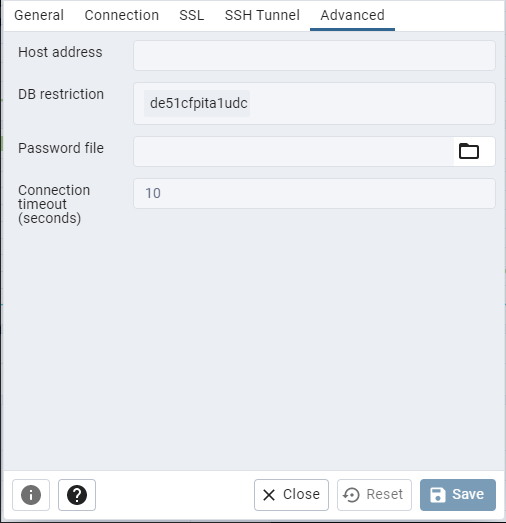 General Connection SSL SSH Tunnel Advanced
Host address
DB restriction de51cfpita1udc
Password file
Connection timeout (seconds) 10
Close Reset Save